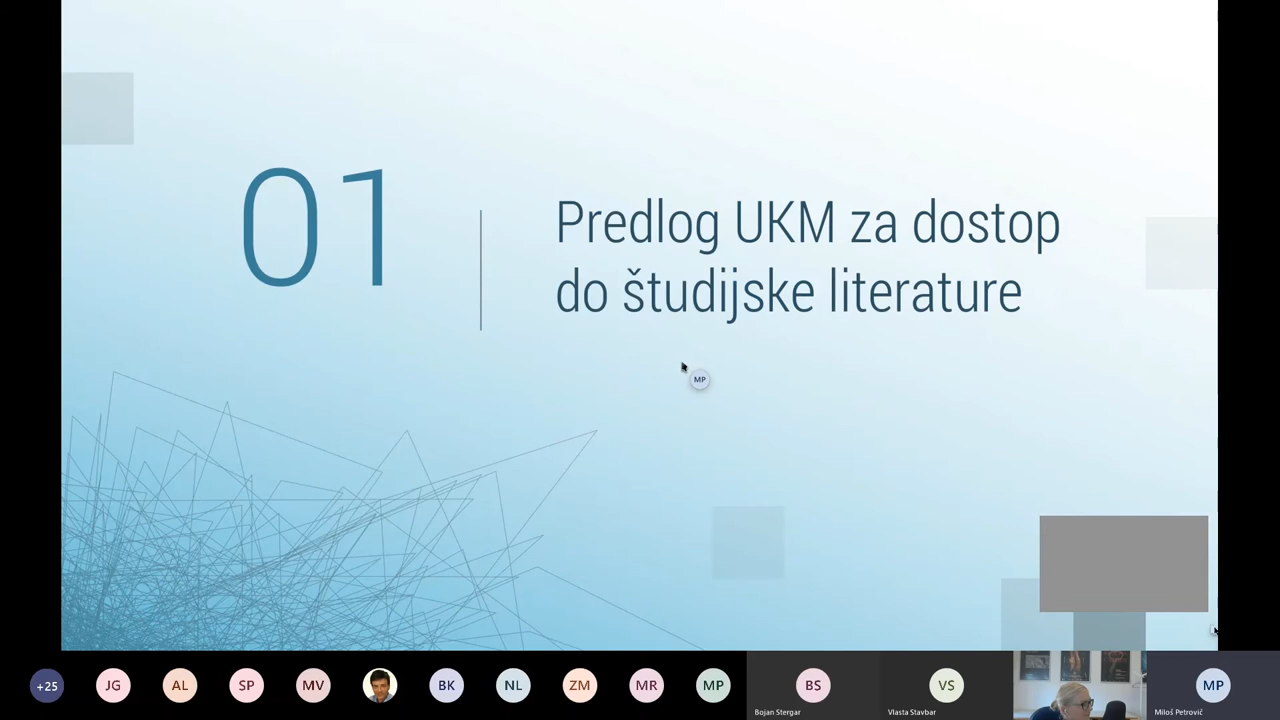 01
Predlog UKM za dostop
do študijske literature
MP
+25
JG
AL
SP
MV
BK
NL
ZM
MR
MP
BS
Bojan Stergar
VS
Vlasta Stavbar
MP
Miloš Petrovič